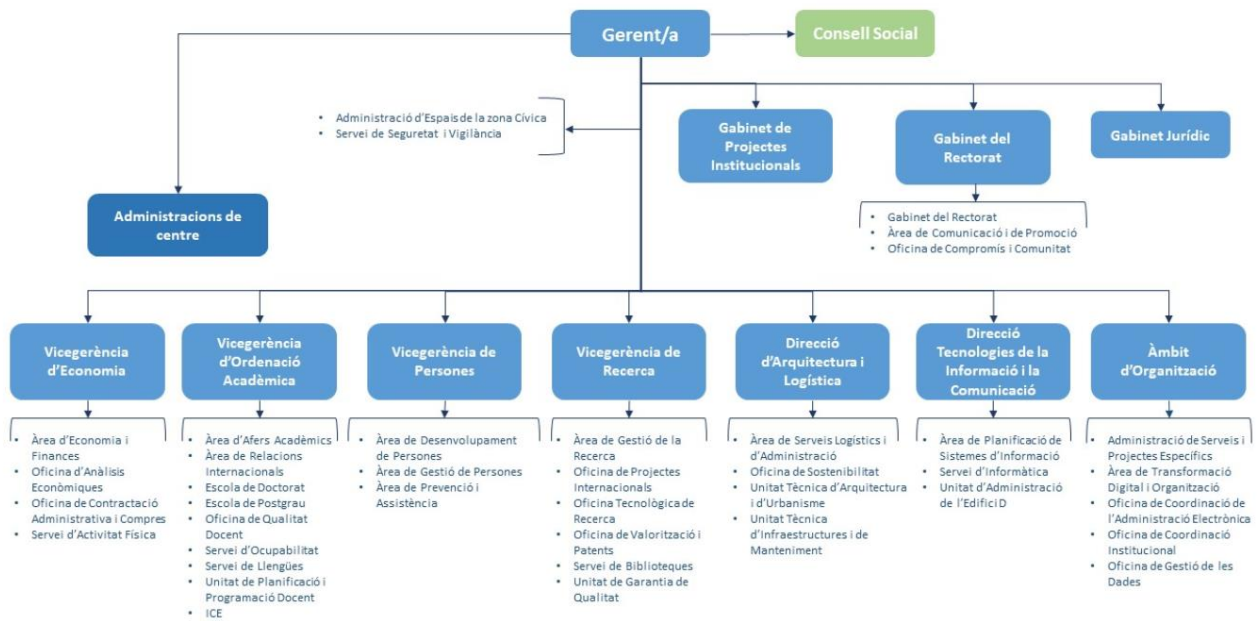 Gerent/a
Consell Social
• Administració d'Espais de la zona Cívica
• Servei de Seguretat i Vigilància
Gabinet de
Projectes
Institucionals
Gabinet del
Rectorat
Gabinet Jurídic
Administracions de
centre
• Gabinet del Rectorat
• Àrea de Comunicació i de Promoció
• Oficina de Compromís i Comunitat
Vicegerència
d'Economia
Vicegerència
d'Ordenació
Acadèmica
Vicegerència de
Persones
Vicegerència de
Recerca
Direcció
d'Arquitectura i
Logística
Direcció
Tecnologies de la
Informació i la
Comunicació
Àmbit
d'Organització
• Àrea d'Economia i
Finances
• Oficina d'Anàlisis
Econòmiques
• Oficina de Contractació
Administrativa i Compres
• Servei d'Activitat Física
• Àrea d'Afers Acadèmics
• Àrea de Relacions
Internacionals
• Escola de Doctorat
• Escola de Postgrau
• Oficina de Qualitat
Docent
• Servei d'Ocupabilitat
• Servei de Llengües
• Unitat de Planificació i
Programació Docent
• ICE
• Àrea de Desenvolupament
de Persones
• Àrea de Gestió de Persones
• Àrea de Prevenció i
Assistència
• Àrea de Gestió de la
Recerca
• Oficina de Projectes
Internacionals
• Oficina Tecnològica de
Recerca
• Oficina de Valorització i
Patents
• Servei de Biblioteques
• Unitat de Garantia de
Qualitat
• Àrea de Serveis Logístics i
d'Administració
• Oficina de Sostenibilitat
• Unitat Tècnica d'Arquitectura
i d'Urbanisme
• Unitat Tècnica
d'Infraestructures i de
Manteniment
• Àrea de Planificació de
Sistemes d'Informació
• Servei d'Informàtica
• Unitat d'Administració
de l'Edifici D
• Administració de Serveis i
Projectes Específics
• Àrea de Transformació
Digital i Organització
• Oficina de Coordinació de
l'Administració Electrònica
• Oficina de Coordinació
Institucional
• Oficina de Gestió de les
Dades